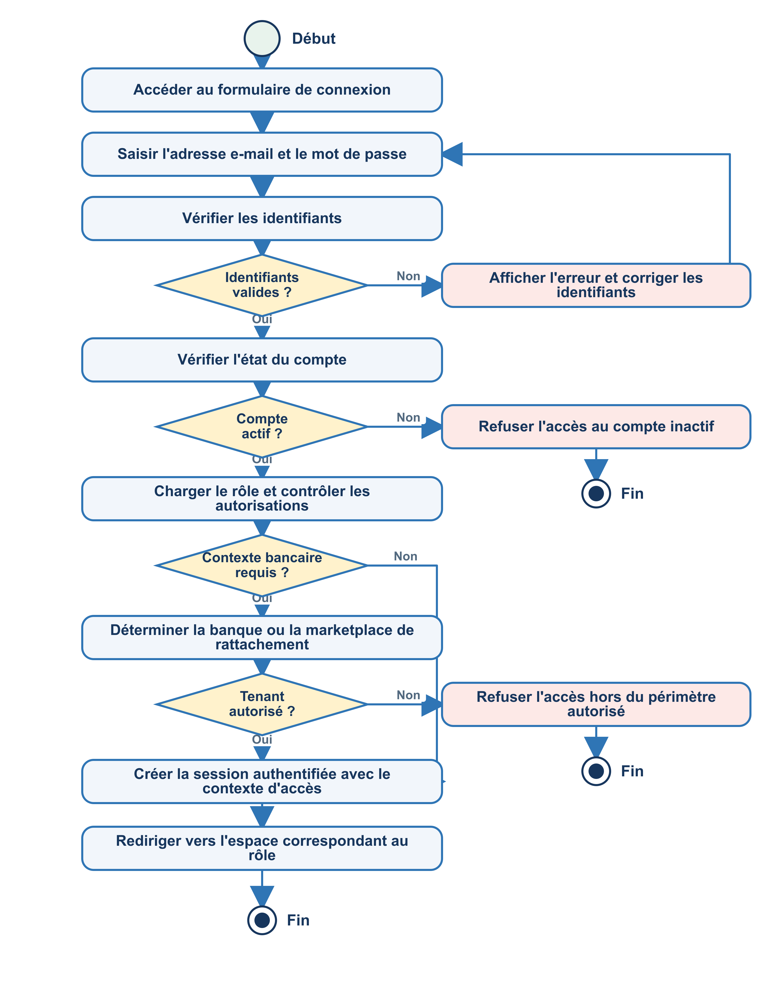 Début
Accéder au formulaire de connexion
Saisir l'adresse e-mail et le mot de passe
Vérifier les identifiants
Identifiants
valides ?
Non
Afficher l'erreur et corriger les
identifiants
Oui
Vérifier l'état du compte
Compte
actif ?
Non
Refuser l'accès au compte inactif
Oui
Fin
Charger le rôle et contrôler les
autorisations
Contexte bancaire
requis ?
Non
Oui
Déterminer la banque ou la marketplace de
rattachement
Tenant
autorisé ?
Non
Refuser l'accès hors du périmètre
autorisé
Oui
Fin
Créer la session authentifiée avec le
contexte d'accès
Rediriger vers l'espace correspondant au
rôle
Fin